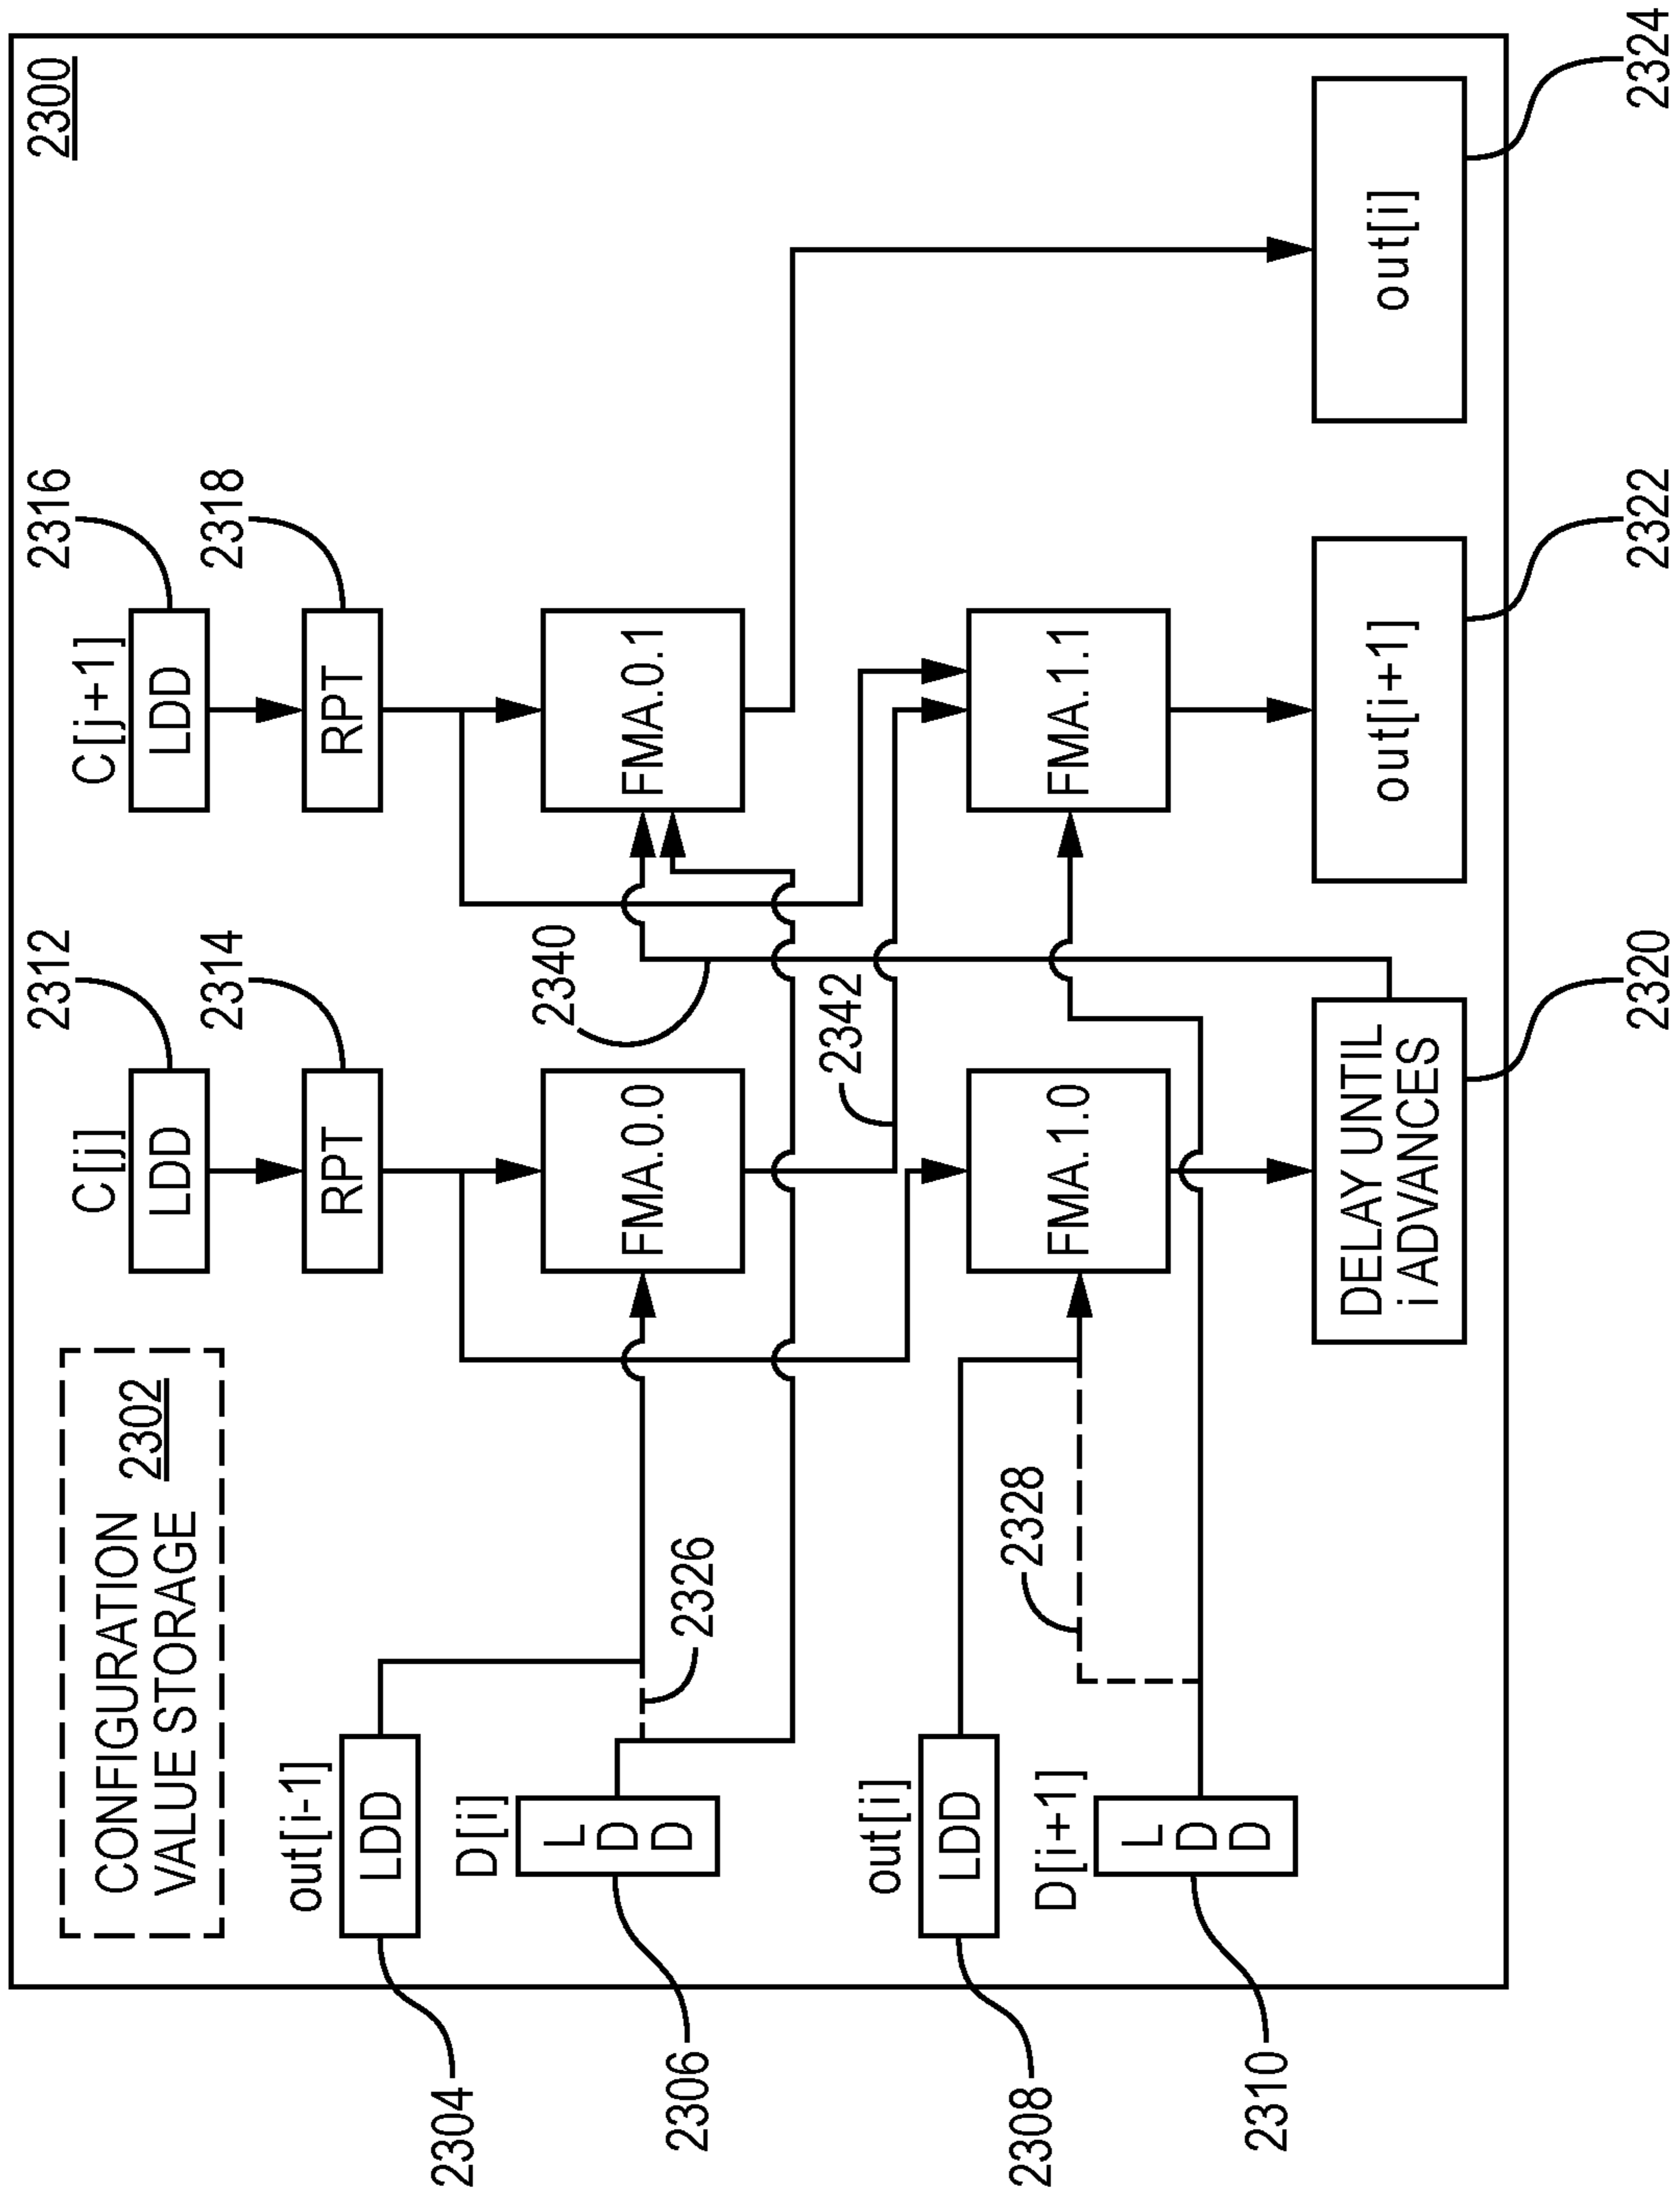 2300
CONFIGURATION
VALUE STORAGE
2302
2312
2316
C[j]
C[j+1]
LDD
LDD
2314
2318
RPT
RPT
out[i-1]
LDD
2304
D[i]
L
D
D
2306
2326
FMA.0.0
FMA.0.1
2340
2342
out[i]
LDD
2308
2328
D[i+1]
L
D
D
2310
FMA.1.0
FMA.1.1
DELAY UNTIL
i ADVANCES
out[i+1]
out[i]
2320
2322
2324